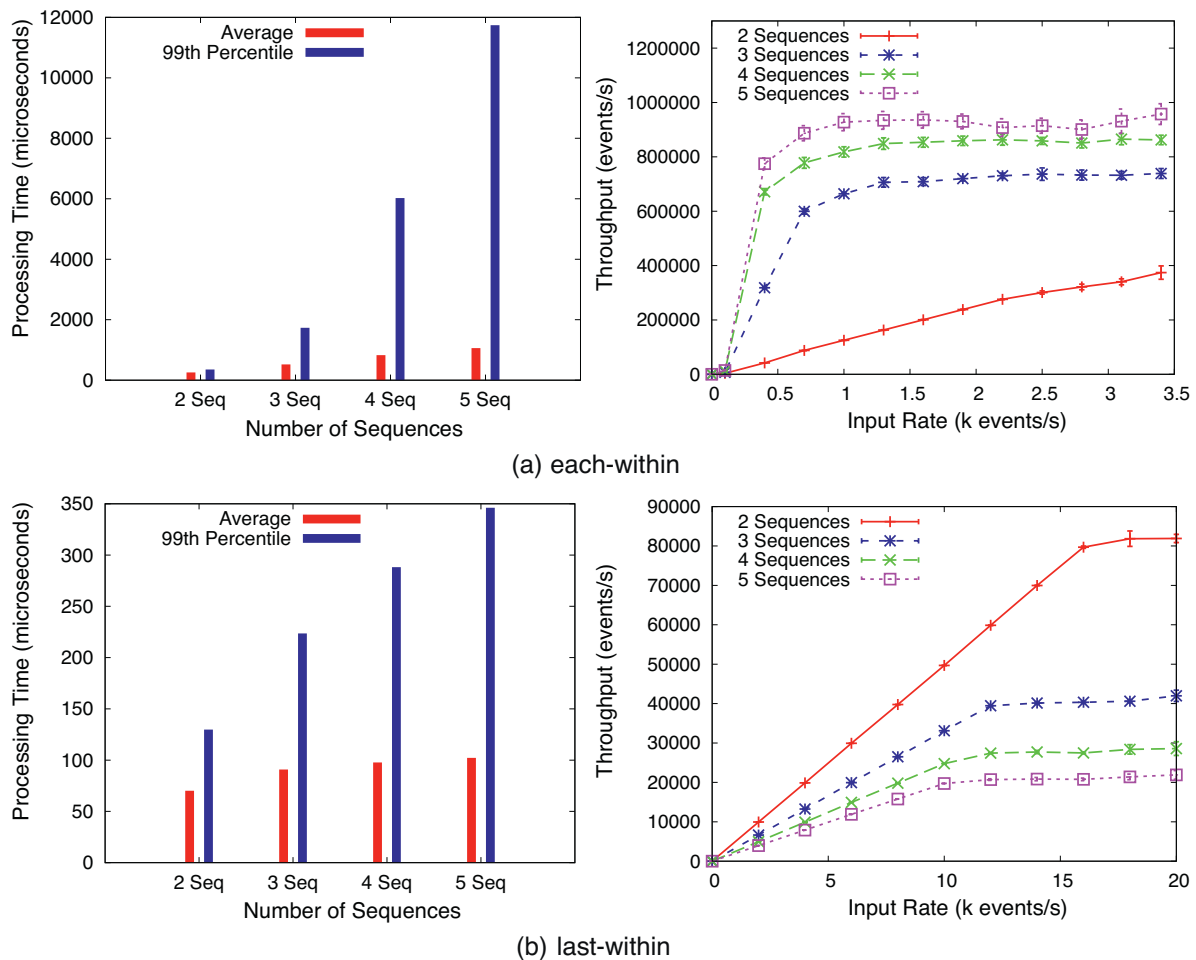 12000
10000
8000
6000
4000
2000
0
Processing Time (microseconds)
Average
99th Percentile
2 Seq
3 Seq
4 Seq
5 Seq
Number of Sequences
1200000
1000000
800000
600000
400000
200000
0
Throughput (events/s)
2 Sequences
3 Sequences
4 Sequences
5 Sequences
0
0.5
1
1.5
2
2.5
3
3.5
Input Rate (k events/s)
(a) each-within
350
300
250
200
150
100
50
0
Processing Time (microseconds)
Average
99th Percentile
2 Seq
3 Seq
4 Seq
5 Seq
Number of Sequences
90000
80000
70000
60000
50000
40000
30000
20000
10000
0
Throughput (events/s)
2 Sequences
3 Sequences
4 Sequences
5 Sequences
0
5
10
15
20
Input Rate (k events/s)
(b) last-within